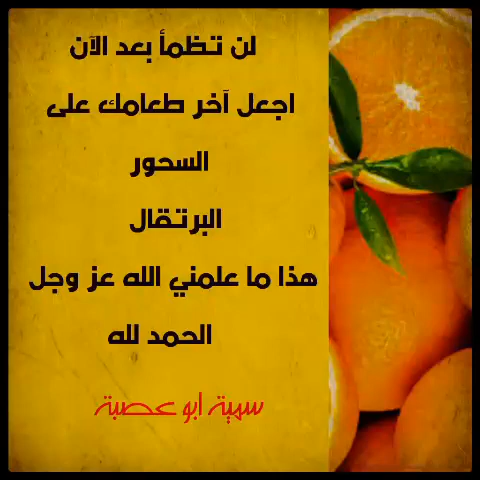 لن تظمأ بعد الآن
اجعل آخر طعامك على
السحور
البرتقال
هذا ما علمني الله عز وجل
الحمد لله
سمية ابو عصبة